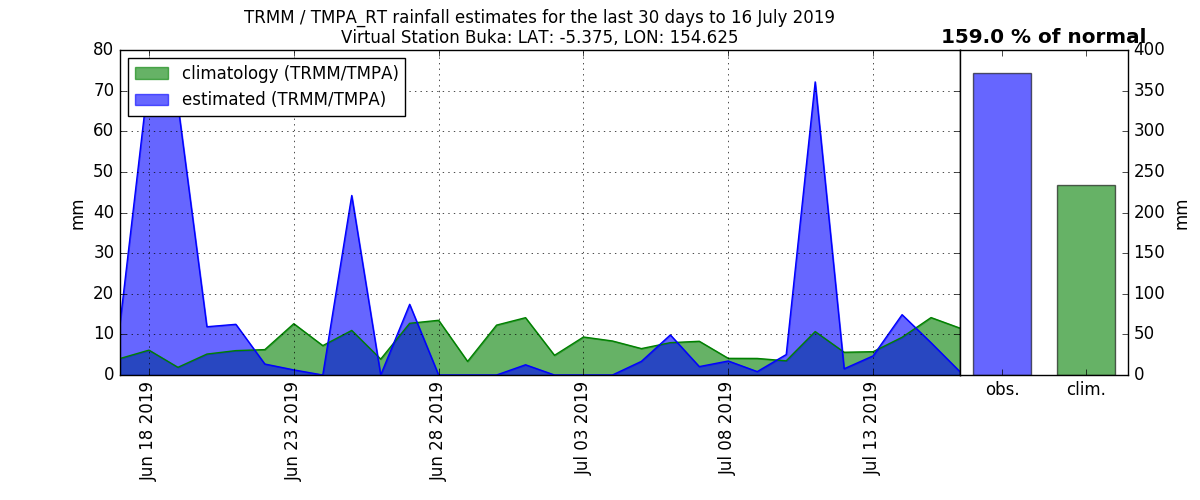 TRMM / TMPA_RT rainfall estimates for the last 30 days to 16 July 2019
Virtual Station Buka: LAT: -5.375, LON: 154.625
159.0 % of normal
climatology (TRMM/TMPA)
estimated (TRMM/TMPA)
80
70
60
50
40
30
20
10
0
mm
400
350
300
250
200
150
100
50
0
mm
Jun 18 2019
Jun 23 2019
Jun 28 2019
Jul 03 2019
Jul 08 2019
Jul 13 2019
obs.
clim.